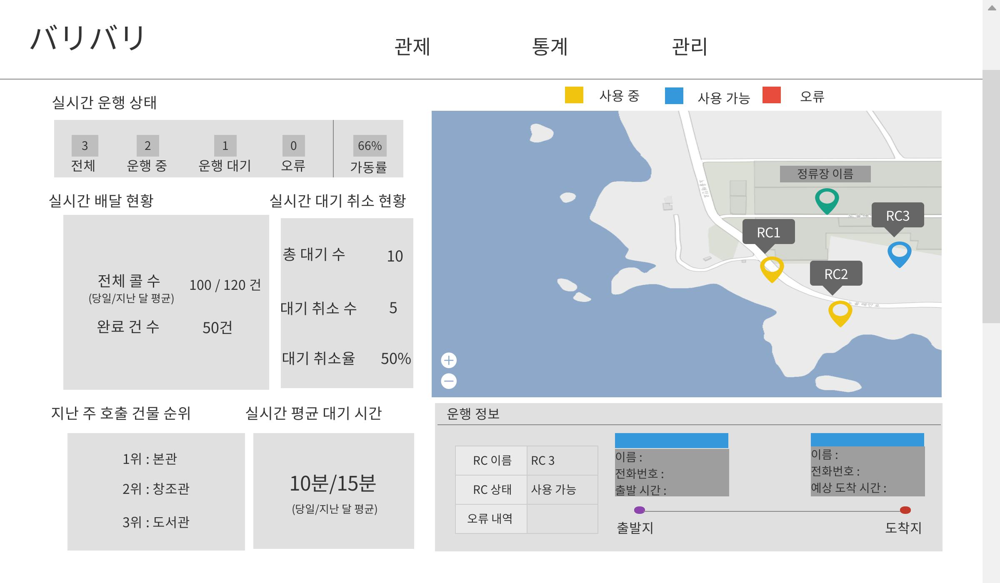 バリバリ
관제
통계
관리
사용 중
사용 가능
오류
실시간 운행 상태
3
2
1
0
66%
전체
운행 중
운행 대기
오류
가동률
실시간 배달 현황
전체 콜 수
100 / 120 건
(당일/지난 달 평균)
완료 건 수
50건
실시간 대기 취소 현황
총 대기 수
10
대기 취소 수
5
대기 취소율
50%
정류장 이름
RC3
RC1
RC2
노을해안로
지난 주 호출 건물 순위
1위 : 본관
2위 : 창조관
3위 : 도서관
실시간 평균 대기 시간
10분/15분
(당일/지난 달 평균)
운행 정보
RC 이름
RC 3
RC 상태
사용 가능
오류 내역
이름 :
전화번호 :
출발 시간 :
이름 :
전화번호 :
예상 도착 시간 :
출발지
도착지